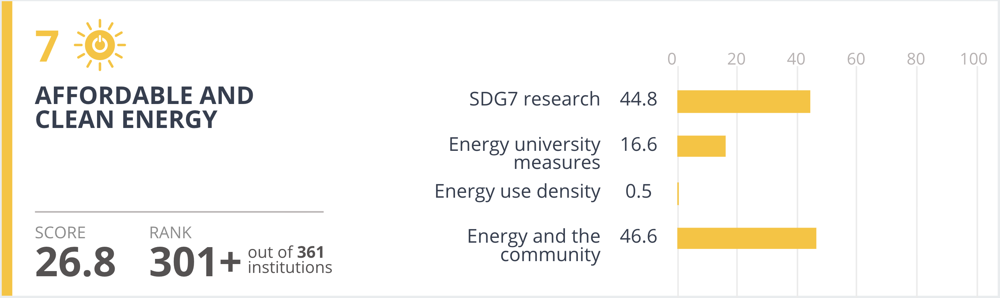 7
AFFORDABLE AND
CLEAN ENERGY
SCORE
26.8
RANK
301+ out of 361
institutions
0 20 40 60 80 100
SDG7 research 44.8
Energy university 16.6
measures
Energy use density 0.5
Energy and the 46.6
community